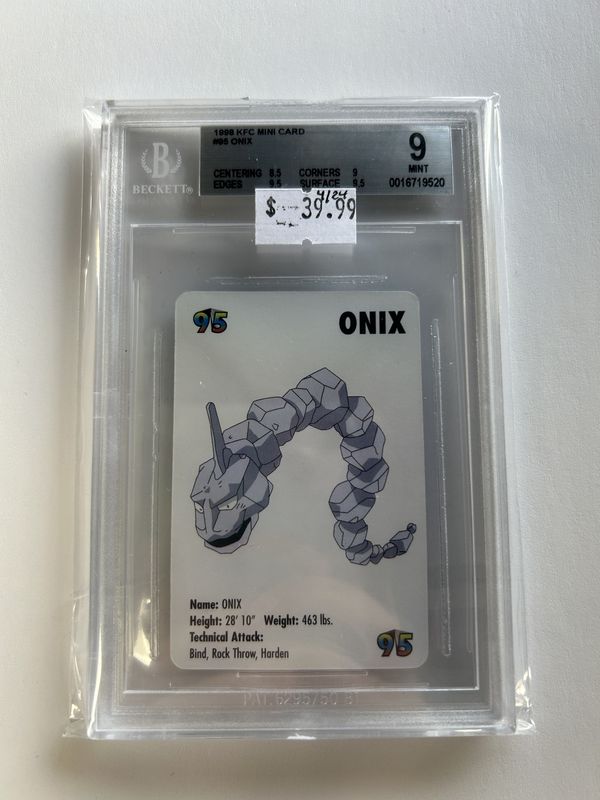 1998 KFC MINI CARD
#95 ONIX
CENTERING 8.5 CORNERS 9
EDGES 9.5 SURFACE 9.5
9
MINT
0016719520
B
BECKETT®
4/24
$ 39.99
95
ONIX
Name: ONIX
Height: 28' 10" Weight: 463 lbs.
Technical Attack:
Bind, Rock Throw, Harden
95